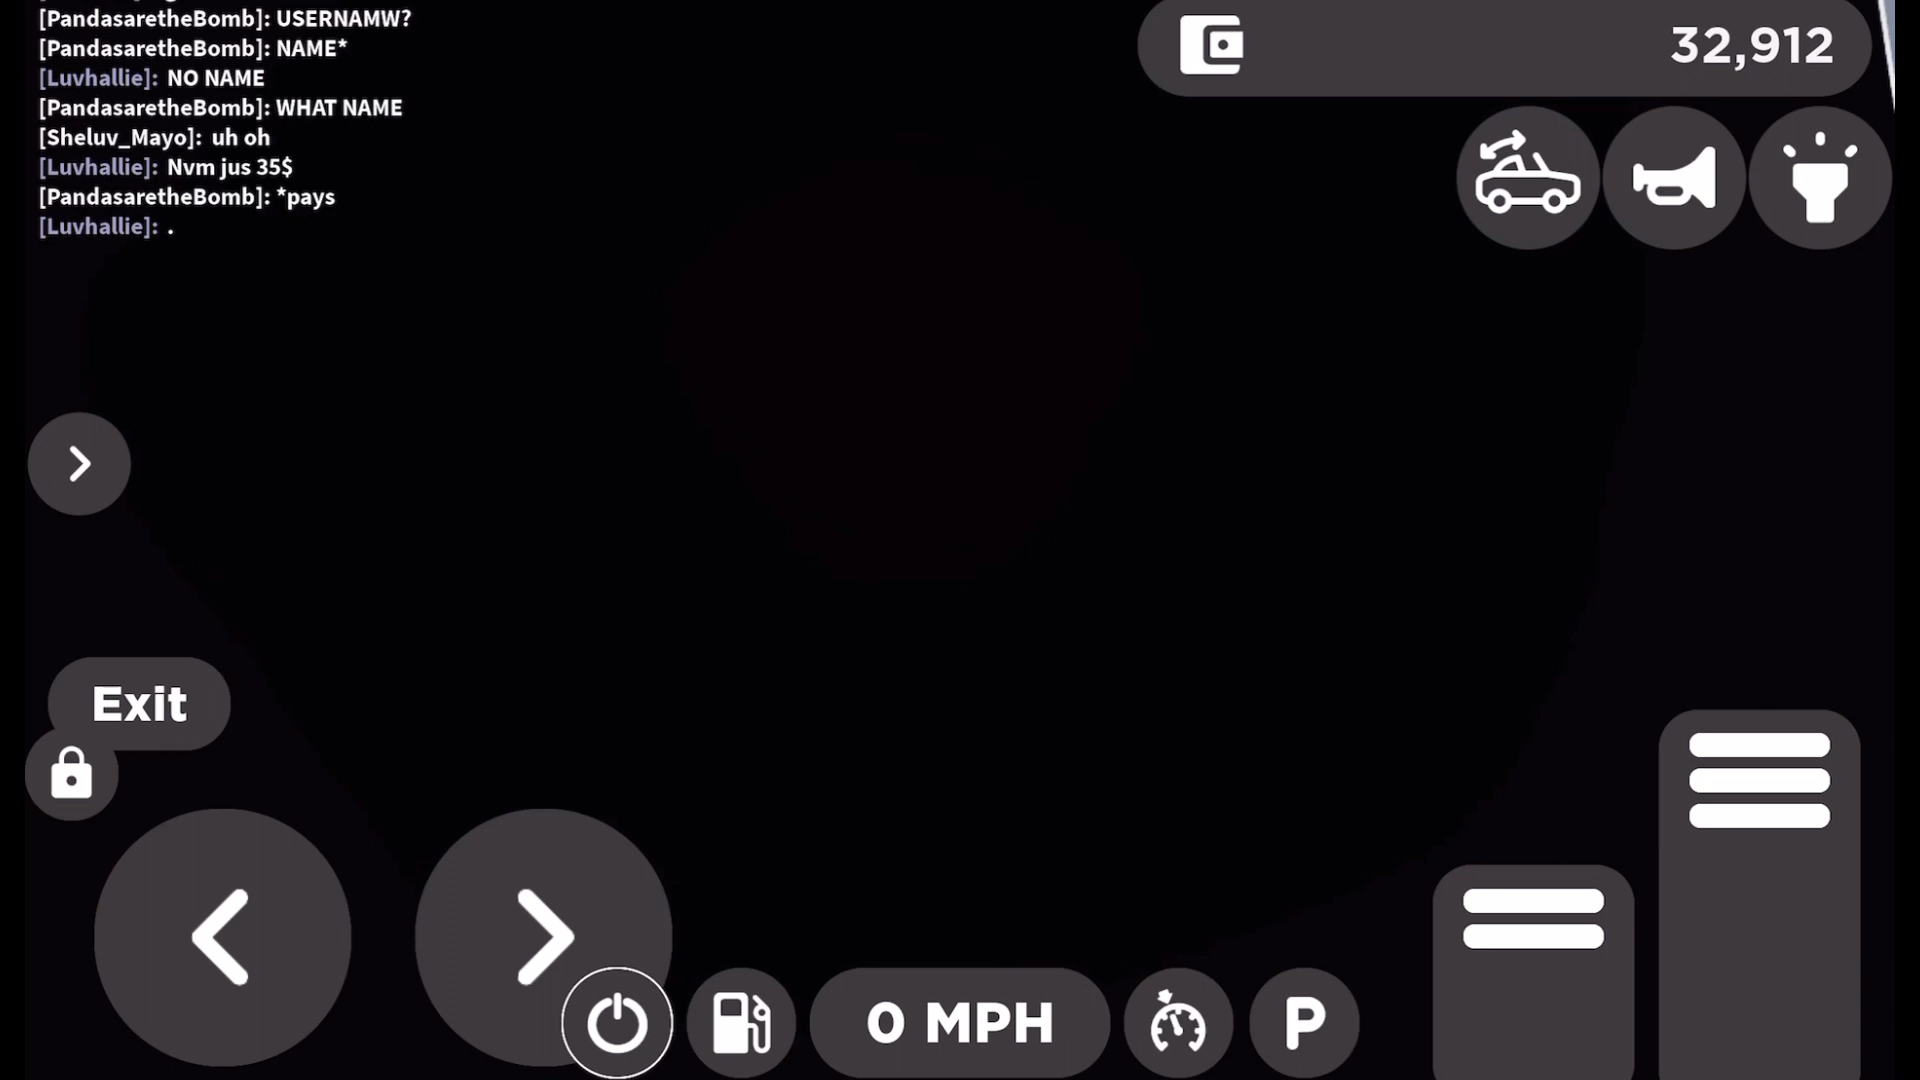 [PandasaretheBomb]: USERNAMW?
[PandasaretheBomb]: NAME*
[Luvhallie]: NO NAME
[PandasaretheBomb]: WHAT NAME
[Sheluv_Mayo]: uh oh
[Luvhallie]: Nvm jus 35$
[PandasaretheBomb]: *pays
[Luvhallie]: .
32,912
Exit
0 MPH
P